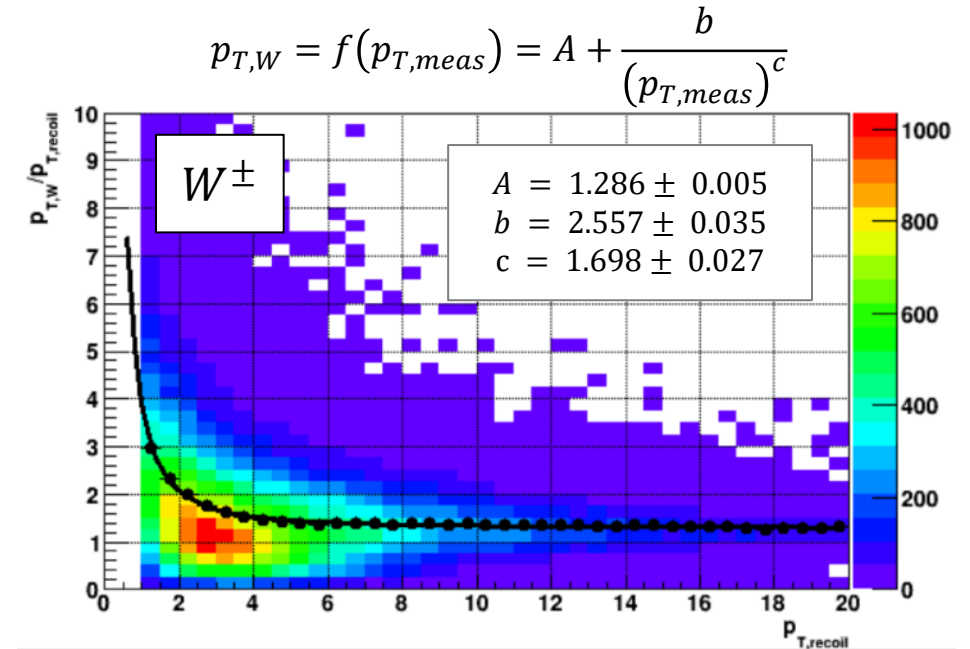 p_{T,W} = f(p_{T,meas}) = A + \frac{b}{(p_{T,meas})^c}
p_{T,W}/p_{T,recoil}
10
9
8
7
6
5
4
3
2
1
0
W^±
A = 1.286 ± 0.005
b = 2.557 ± 0.035
c = 1.698 ± 0.027
1000
800
600
400
200
0
0 2 4 6 8 10 12 14 16 18 20
p_{T,recoil}